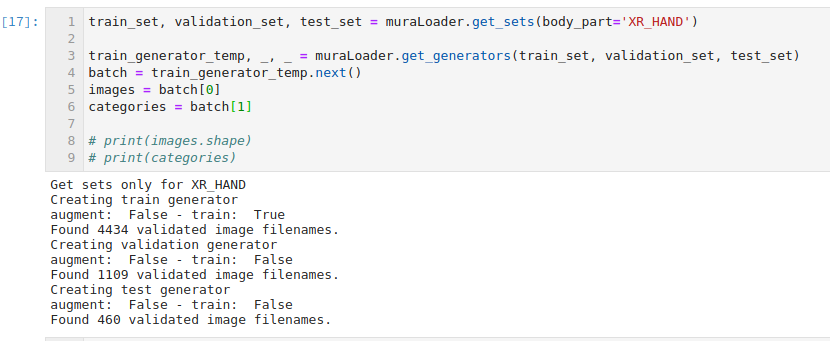 [17]:
1 train_set, validation_set, test_set = muraLoader.get_sets(body_part='XR_HAND')
2
3 train_generator_temp, _, _ = muraLoader.get_generators(train_set, validation_set, test_set)
4 batch = train_generator_temp.next()
5 images = batch[0]
6 categories = batch[1]
7
8 # print(images.shape)
9 # print(categories)
Get sets only for XR_HAND
Creating train generator
augment:  False - train:  True
Found 4434 validated image filenames.
Creating validation generator
augment:  False - train:  False
Found 1109 validated image filenames.
Creating test generator
augment:  False - train:  False
Found 460 validated image filenames.